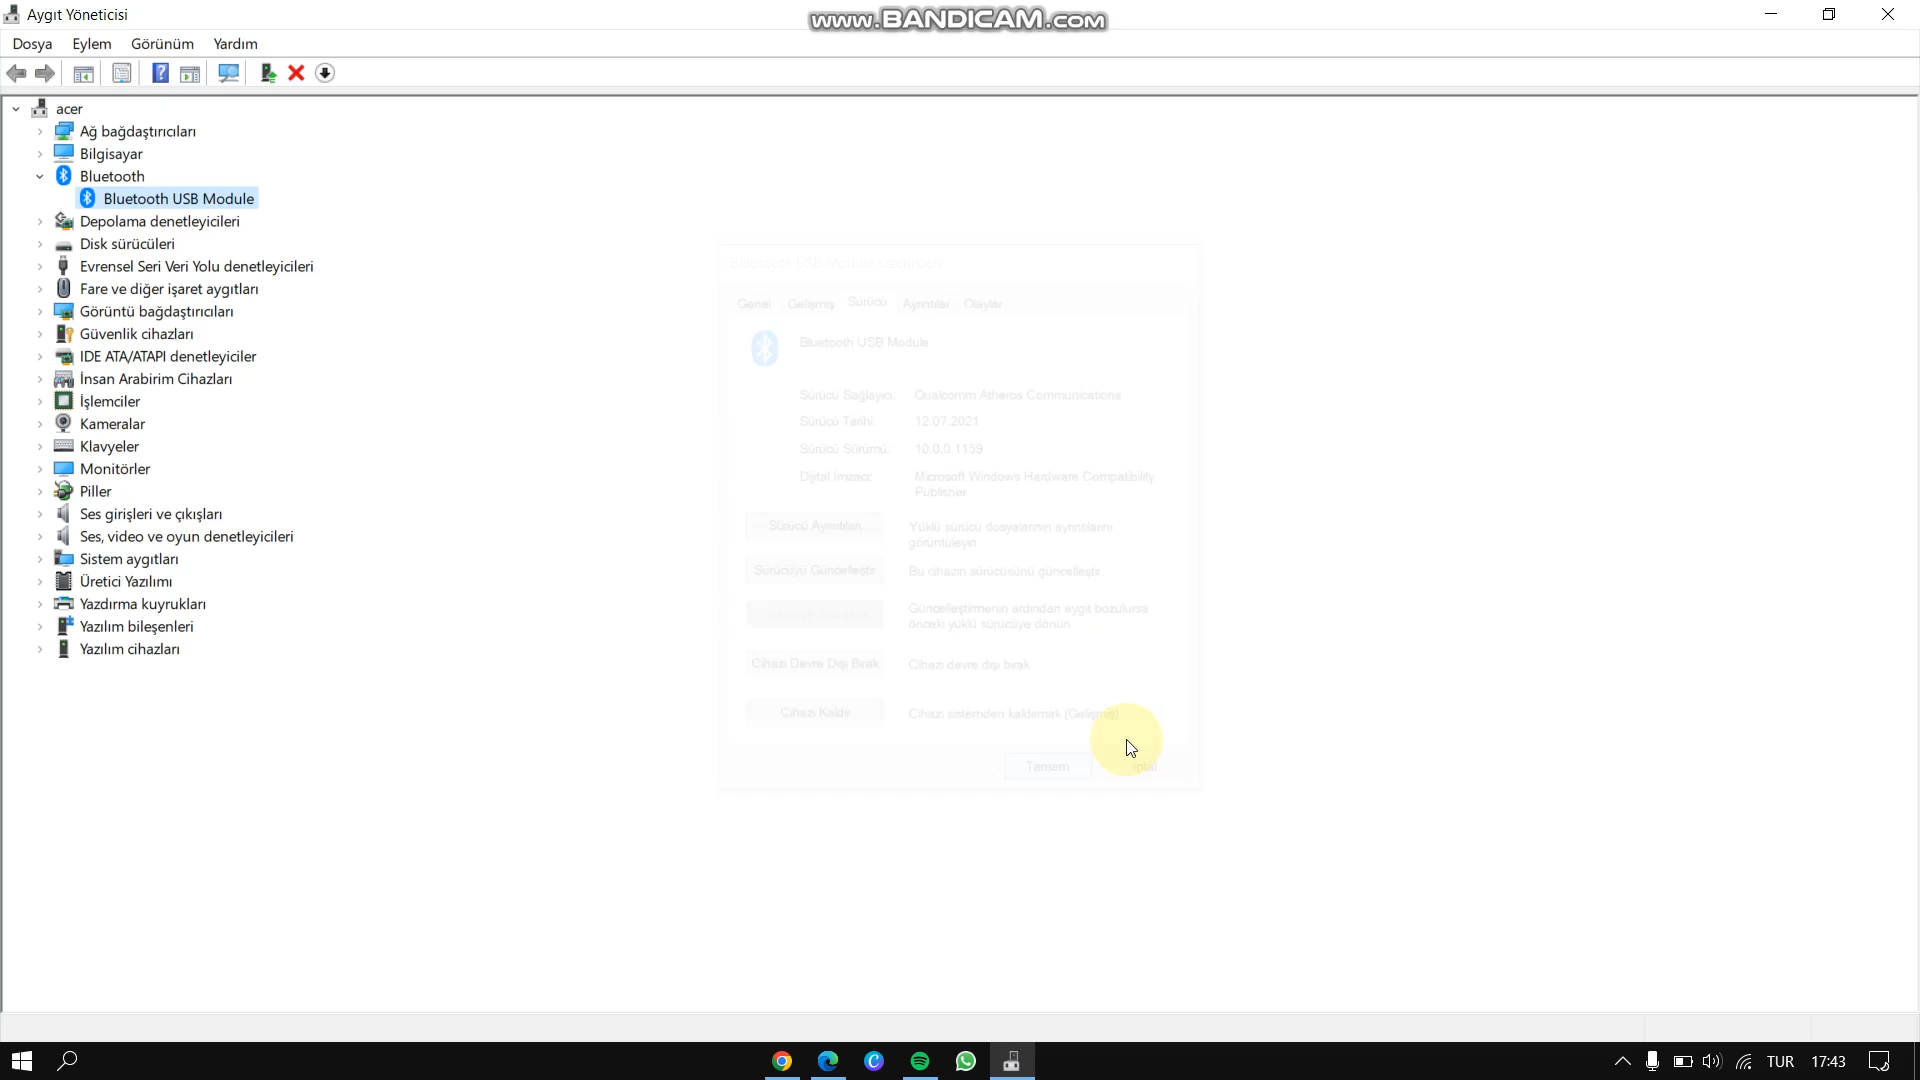 Aygıt Yöneticisi
www.BANDICAM.com
Dosya Eylem Görünüm Yardım
acer
Ağ bağdaştırıcıları
Bilgisayar
Bluetooth
Bluetooth USB Module
Depolama denetleyicileri
Disk sürücüleri
Evrensel Seri Veri Yolu denetleyicileri
Fare ve diğer işaret aygıtları
Görüntü bağdaştırıcıları
Güvenlik cihazları
IDE ATA/ATAPI denetleyiciler
İnsan Arabirim Cihazları
İşlemciler
Kameralar
Klavyeler
Monitörler
Piller
Ses girişleri ve çıkışları
Ses, video ve oyun denetleyicileri
Sistem aygıtları
Üretici Yazılımı
Yazdırma kuyrukları
Yazılım bileşenleri
Yazılım cihazları
Bluetooth USB Module Özellikleri
Genel Gelişmiş Sürücü Ayrıntılar Olaylar
Bluetooth USB Module
Sürücü Sağlayıcı: Qualcomm Atheros Communications
Sürücü Tarihi: 12.07.2021
Sürücü Sürümü: 10.0.0.1159
Dijital İmzacı: Microsoft Windows Hardware Compatibility
Publisher
Sürücü Ayrıntıları Yüklü sürücü dosyalarının ayrıntılarını
görüntüleyin
Sürücüyü Güncelleştir Bu cihazın sürücüsünü güncelleştir.
Güncelleştirmenin ardından aygıt bozulursa
önceki yüklü sürücüye dönün
Cihazı Devre Dışı Bırak Cihazı devre dışı bırak.
Cihazı Kaldır Cihazı sistemden kaldırmak (Gelişmiş).
Tamam İptal
TUR 17:43